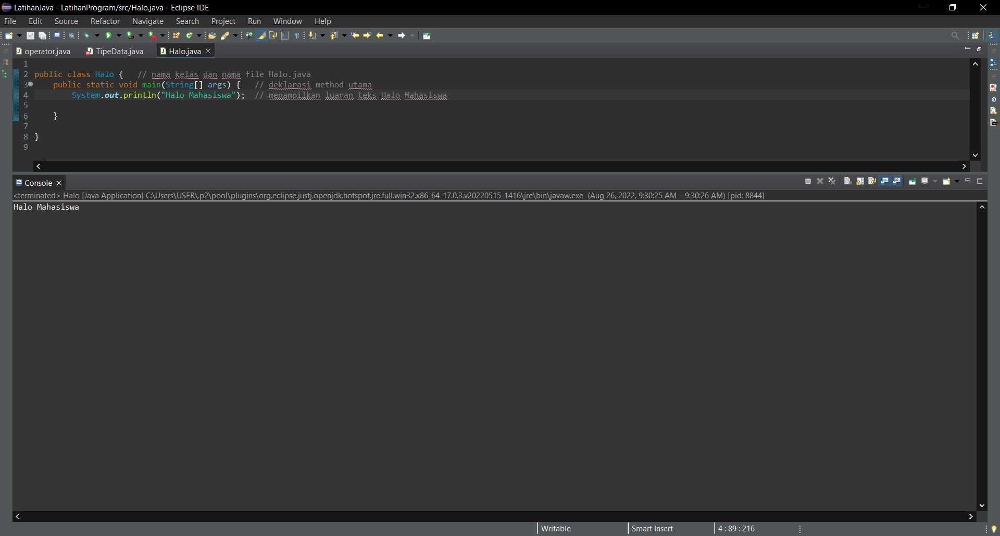 LatihanJava - LatihanProgram/src/Halo.java - Eclipse IDE
File Edit Source Refactor Navigate Search Project Run Window Help
operator.java TipeData.java Halo.java
1
2 public class Halo { // nama kelas dan nama file Halo.java
3 public static void main(String[] args) { // deklarasi method utama
4 System.out.println("Halo Mahasiswa"); // menampilkan luaran teks Halo Mahasiswa
5
6 }
7
8 }
9
Console
<terminated> Halo [Java Application] C:\Users\USER\.p2\pool\plugins\org.eclipse.justj.openjdk.hotspot.jre.full.win32.x86_64_17.0.3.v20220515-1416\jre\bin\javaw.exe (Aug 26, 2022, 9:30:25 AM – 9:30:26 AM) [pid: 8844]
Halo Mahasiswa
Writable Smart Insert 4 : 89 : 216